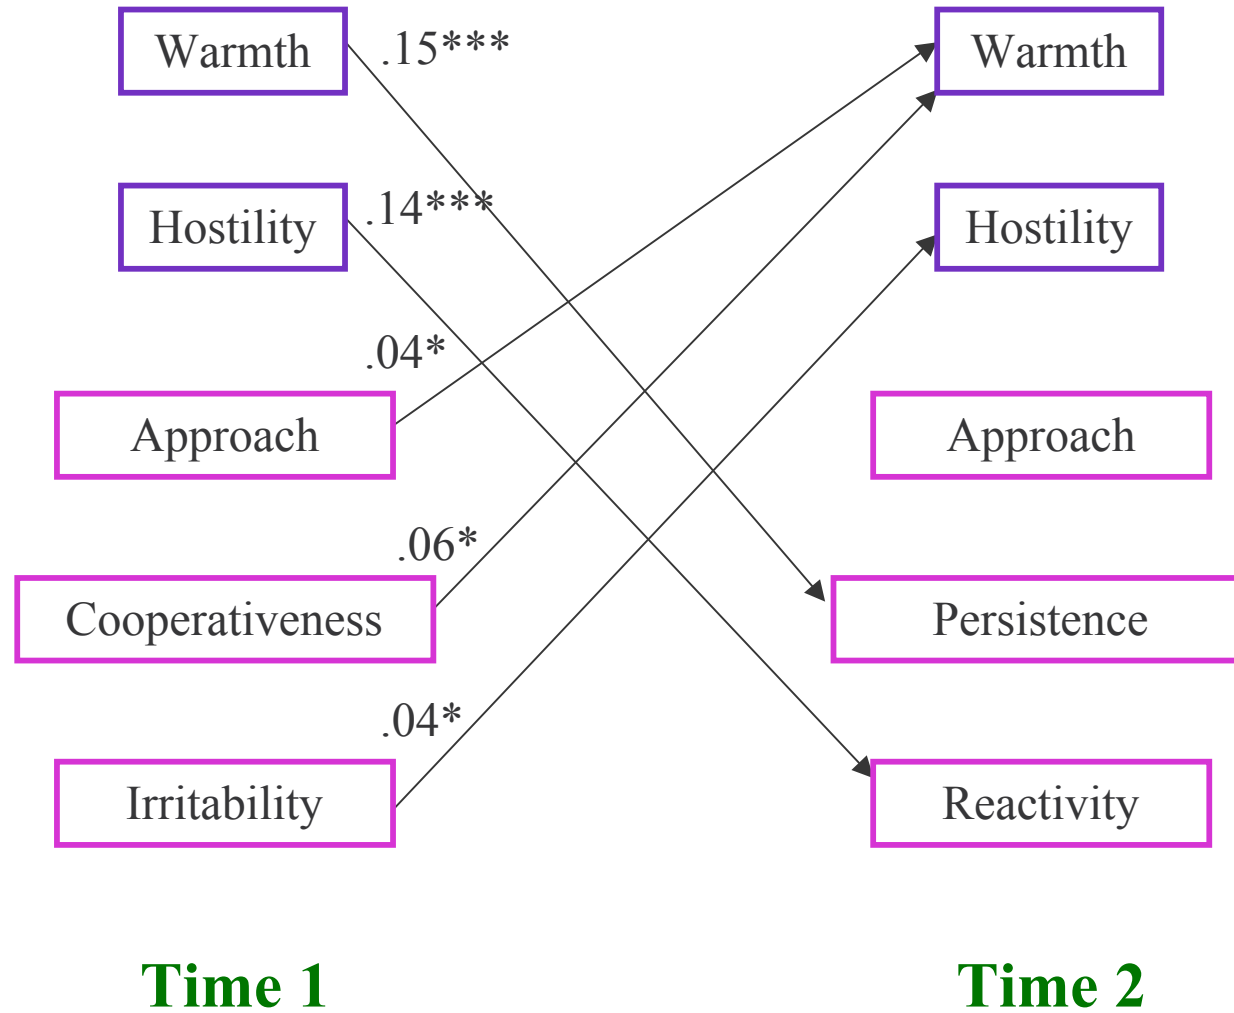 Warmth
.15***
Warmth
Hostility
.14***
Hostility
.04*
Approach
Approach
.06*
Cooperativeness
Persistence
.04*
Irritability
Reactivity
Time 1
Time 2